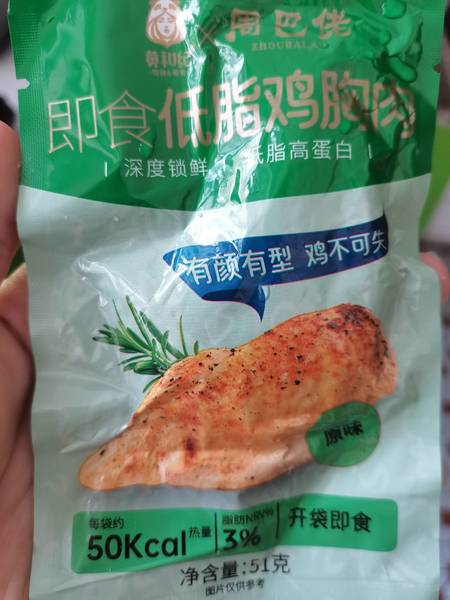 周巴佬
ZHOUBALAO
即食低脂鸡胸肉
深度锁鲜 低脂高蛋白
有颜有型 鸡不可失
原味
每袋约
50Kcal 热量
脂肪NRV%
3%
开袋即食
净含量:51克
图片仅供参考